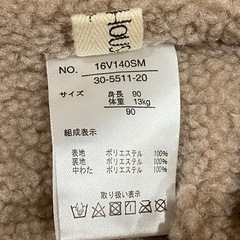 NO. 16V140SM
30-5511-20
サイズ 身長 90
体重 13kg
90
組成表示
表地 ポリエステル 100%
裏地 ポリエステル 100%
中わた ポリエステル 100%
取り扱い表示